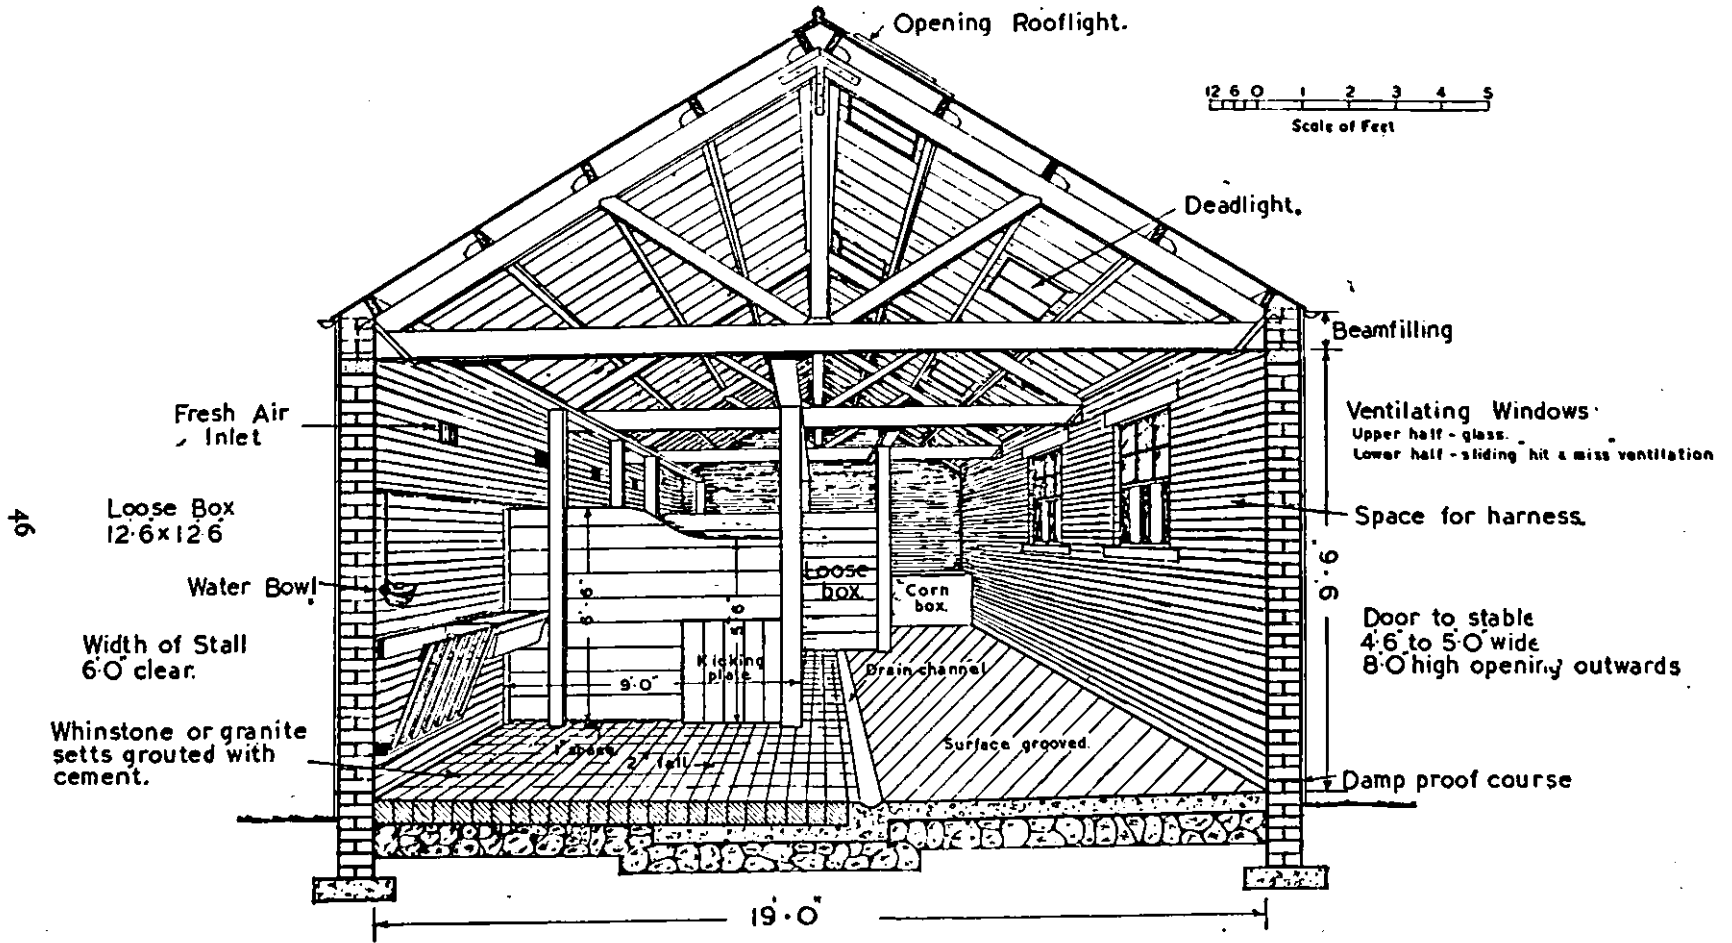 Opening Rooflight.
12 6 0 1 2 3 4 5
Scale of Feet
Deadlight.
Beamfilling
Fresh Air
Inlet
Ventilating Windows
Upper half - glass.
Lower half - sliding "hit & miss" ventilation
Loose Box
12'.6"x12'.6"
46
Space for harness.
9'.6"
Water Bowl
Loose
box.
Corn
box.
6'.6"
5'.6"
Width of Stall
6'.0" clear.
Door to stable
4'.6" to 5'.0" wide
8'.0" high opening outwards
Kicking
plate
Drain channel
9'.0"
Whinstone or granite
setts grouted with
cement.
2" fall
Surface grooved.
Damp proof course
19'.0"